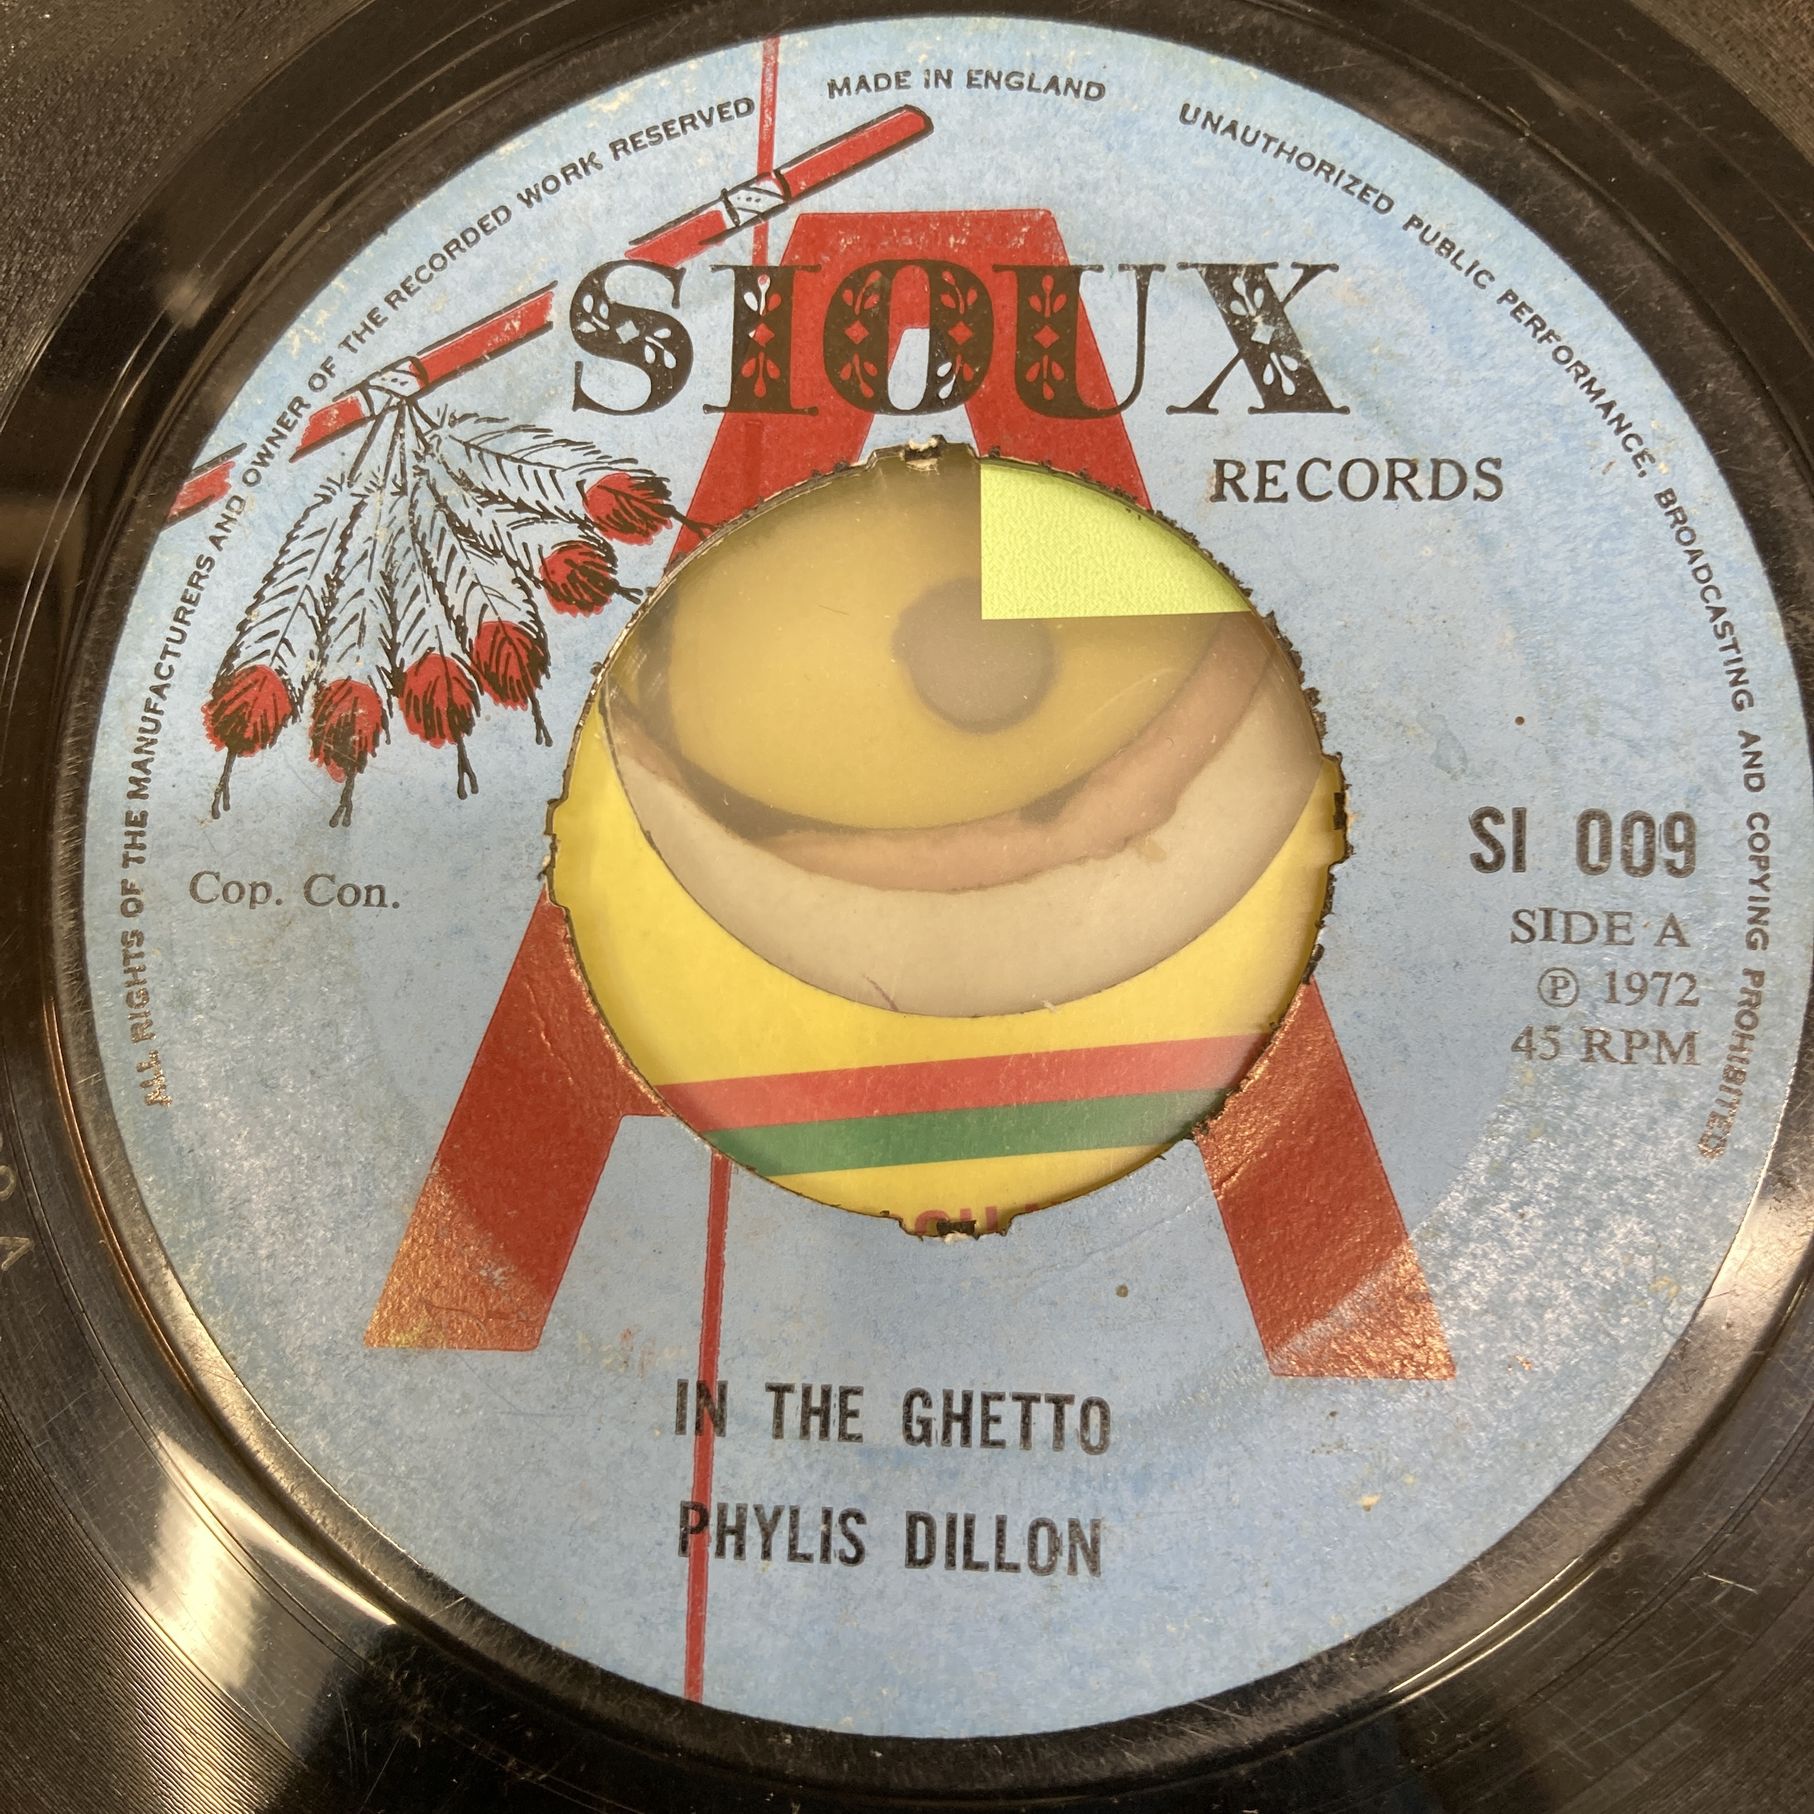 ALL RIGHTS OF THE MANUFACTURERS AND OWNER OF THE RECORDED WORK RESERVED
MADE IN ENGLAND
UNAUTHORIZED PUBLIC PERFORMANCE, BROADCASTING AND COPYING PROHIBITED
A
SIOUX
RECORDS
Cop. Con.
SI 009
SIDE A
℗ 1972
45 RPM
IN THE GHETTO
PHYLIS DILLON